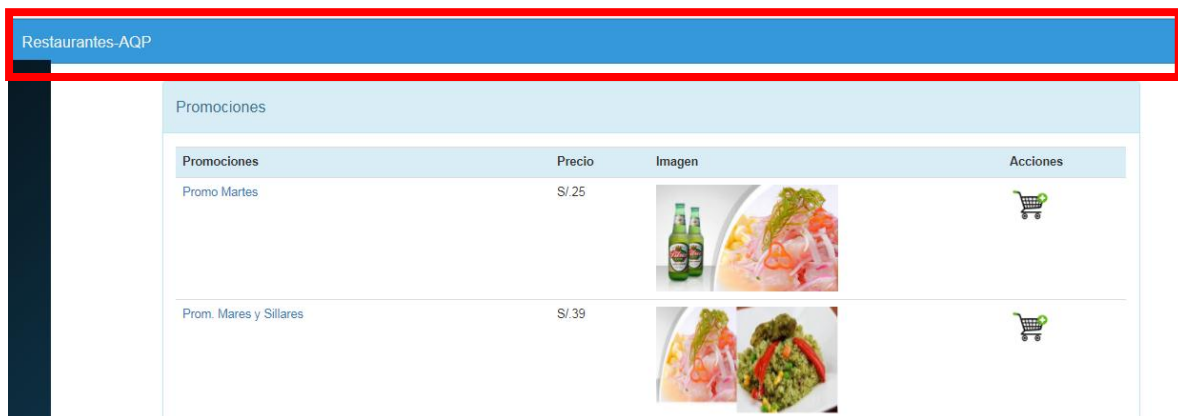 Restaurantes-AQP
Promociones
Promociones Precio Imagen Acciones
Promo Martes S/.25
Prom. Mares y Sillares S/.39